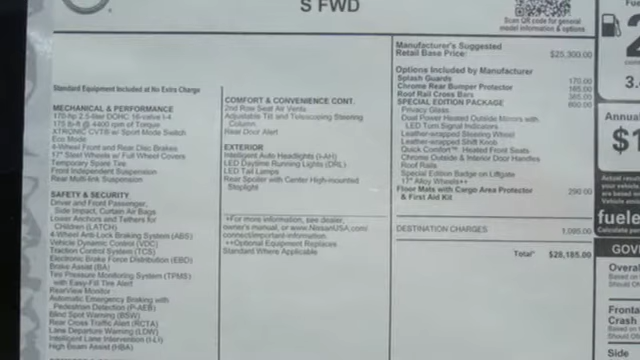 S FWD
Scan QR code for general
model information & options
Standard Equipment Included at No Extra Charge
MECHANICAL & PERFORMANCE
170-hp 2.5-liter DOHC 16-valve I-4
175 lb-ft @ 4400 rpm of Torque
XTRONIC CVT® w/ Sport Mode Switch
Eco Mode
4-Wheel Front and Rear Disc Brakes
17" Steel Wheels w/ Full Wheel Covers
Temporary Spare Tire
Front Independent Suspension
Rear Multi-link Suspension
SAFETY & SECURITY
Driver and Front Passenger,
Side Impact, Curtain Air Bags
Lower Anchors and Tethers for
Children (LATCH)
4-Wheel Anti-Lock Braking System (ABS)
Vehicle Dynamic Control (VDC)
Traction Control System (TCS)
Electronic Brake Force Distribution (EBD)
Brake Assist (BA)
Tire Pressure Monitoring System (TPMS)
with Easy-Fill Tire Alert
RearView Monitor
Automatic Emergency Braking with
Pedestrian Detection (P-AEB)
Blind Spot Warning (BSW)
Rear Cross Traffic Alert (RCTA)
Lane Departure Warning (LDW)
Intelligent Lane Intervention (I-LI)
High Beam Assist (HBA)
COMFORT & CONVENIENCE CONT.
2nd Row Seat Air Vents
Adjustable Tilt and Telescoping Steering
Column
Rear Door Alert
EXTERIOR
Intelligent Auto Headlights (I-AH)
LED Daytime Running Lights (DRL)
LED Tail Lamps
Rear Spoiler with Center High-mounted
Stoplight
+For more information, see dealer,
owner's manual, or www.NissanUSA.com/
connect/important-information.
++Optional Equipment Replaces
Standard Where Applicable
Manufacturer's Suggested
Retail Base Price: $25,300.00
Options Included by Manufacturer
Splash Guards 170.00
Chrome Rear Bumper Protector
Roof Rail Cross Bars
SPECIAL EDITION PACKAGE
Privacy Glass
Dual Power Heated Outside Mirrors with
LED Turn Signal Indicators
Leather-wrapped Steering Wheel
Leather-wrapped Shift Knob
Quick Comfort™ Heated Front Seats
Chrome Outside & Interior Door Handles
Roof Rails
Special Edition Badge on Liftgate
17" Alloy Wheels++
Floor Mats with Cargo Area Protector 290.00
& First Aid Kit
DESTINATION CHARGES 1,095.00
Total* $28,185.00
3.
Annual
$1
fuele
GOV
Overal
Based on
Should O
Fronta
Crash
Based on
Should O
Side